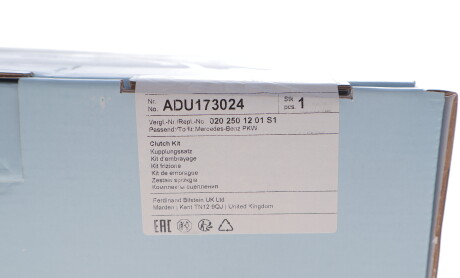 Nr. No. ADU173024 Stk pcs. 1
Vergl.-Nr./Repl.-No. 020 250 12 01 S1
Passend/To fit Mercedes-Benz PKW
Clutch Kit
Kupplungssatz
Kit d'embrayage
Kit frizione
Kit de embrague
Zestaw sprzęgła
Комплект сцепления
Ferdinand Bilstein UK Ltd.
Marden - Kent TN12 9QJ / United Kingdom
EAC